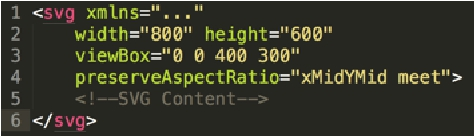 1 <svg xmlns="..."
2 width="800" height="600"
3 viewBox="0 0 400 300"
4 preserveAspectRatio="xMidYMid meet">
5 <!--SVG Content-->
6 </svg>